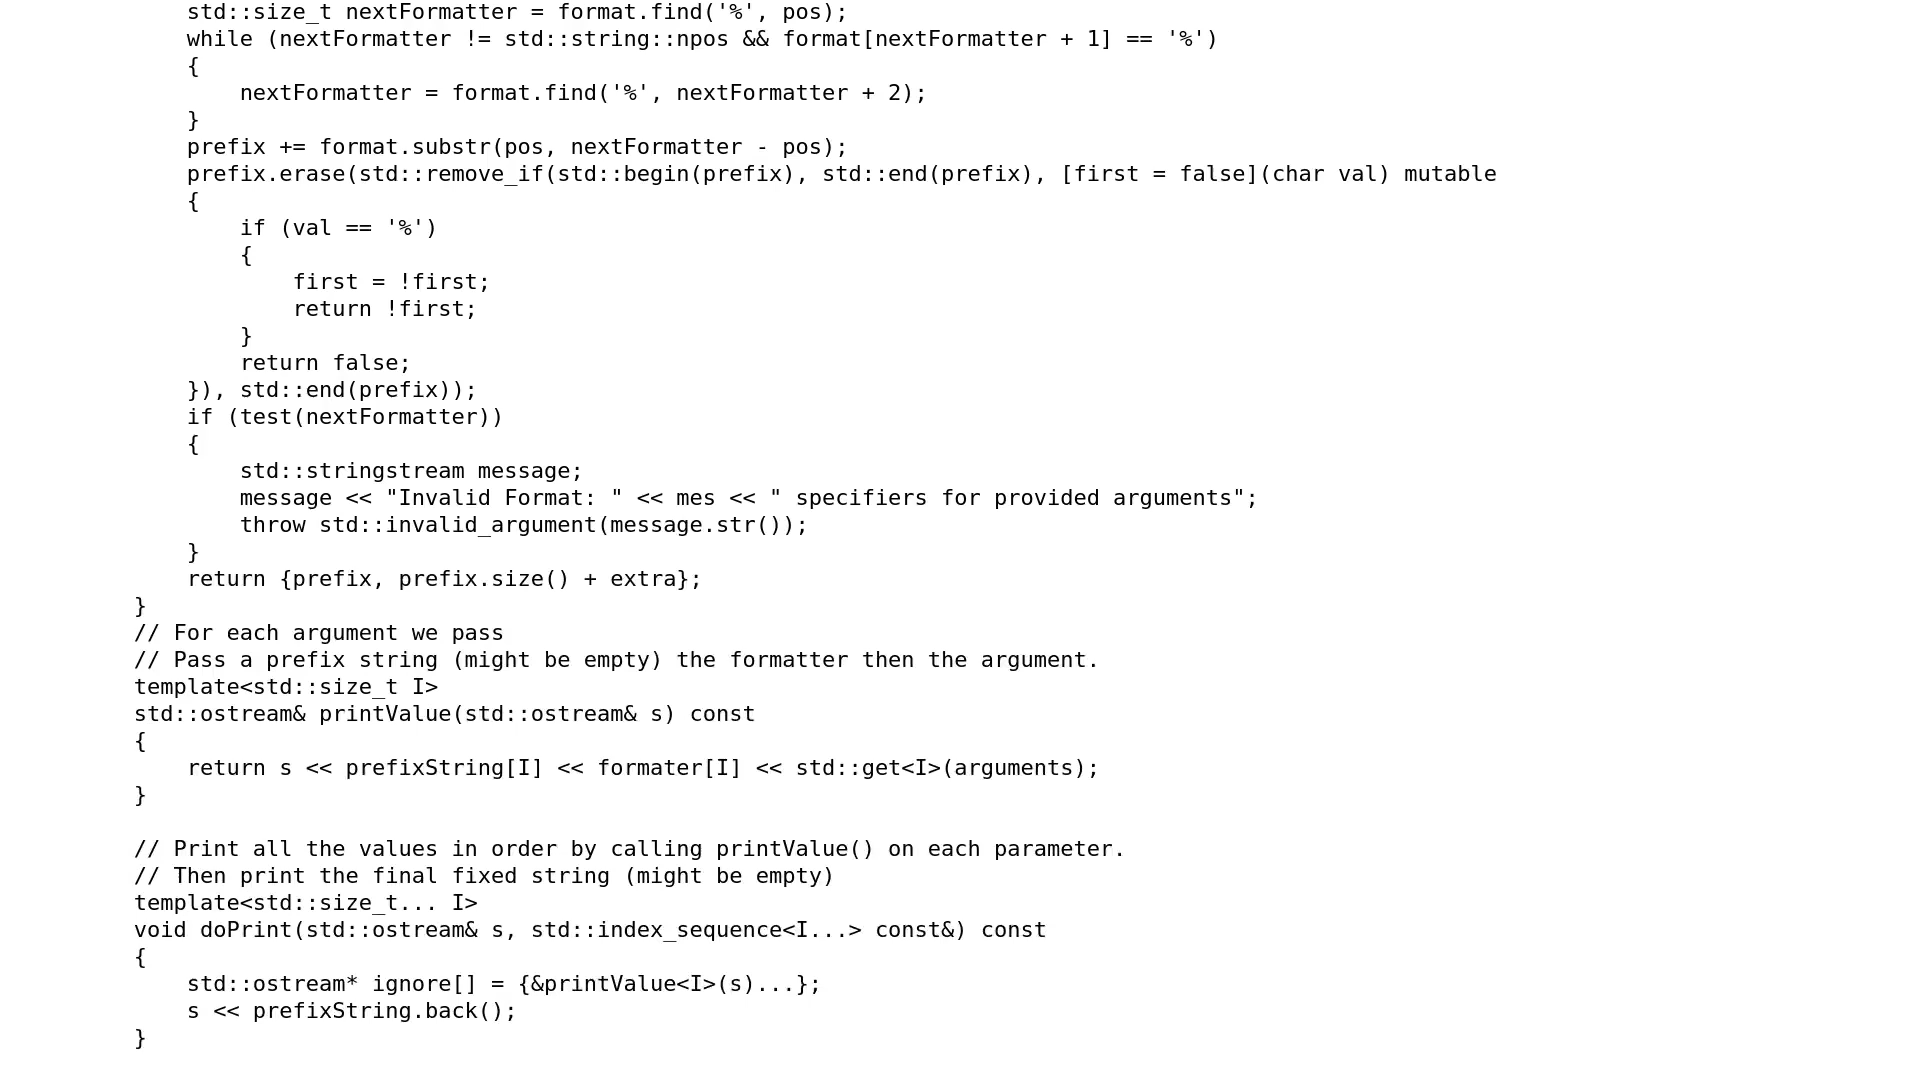 std::size_t nextFormatter = format.find('%', pos);
while (nextFormatter != std::string::npos && format[nextFormatter + 1] == '%')
{
nextFormatter = format.find('%', nextFormatter + 2);
}
prefix += format.substr(pos, nextFormatter - pos);
prefix.erase(std::remove_if(std::begin(prefix), std::end(prefix), [first = false](char val) mutable
{
if (val == '%')
{
first = !first;
return !first;
}
return false;
}), std::end(prefix));
if (test(nextFormatter))
{
std::stringstream message;
message << "Invalid Format: " << mes << " specifiers for provided arguments";
throw std::invalid_argument(message.str());
}
return {prefix, prefix.size() + extra};
}
// For each argument we pass
// Pass a prefix string (might be empty) the formatter then the argument.
template<std::size_t I>
std::ostream& printValue(std::ostream& s) const
{
return s << prefixString[I] << formater[I] << std::get<I>(arguments);
}
// Print all the values in order by calling printValue() on each parameter.
// Then print the final fixed string (might be empty)
template<std::size_t... I>
void doPrint(std::ostream& s, std::index_sequence<I...> const&) const
{
std::ostream* ignore[] = {&printValue<I>(s)...};
s << prefixString.back();
}